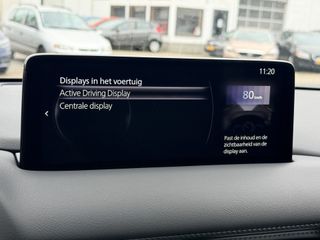 11:20
Displays in het voertuig
Active Driving Display
Centrale display
80 km/h
Past de inhoud en de
zichtbaarheid van de
display aan.